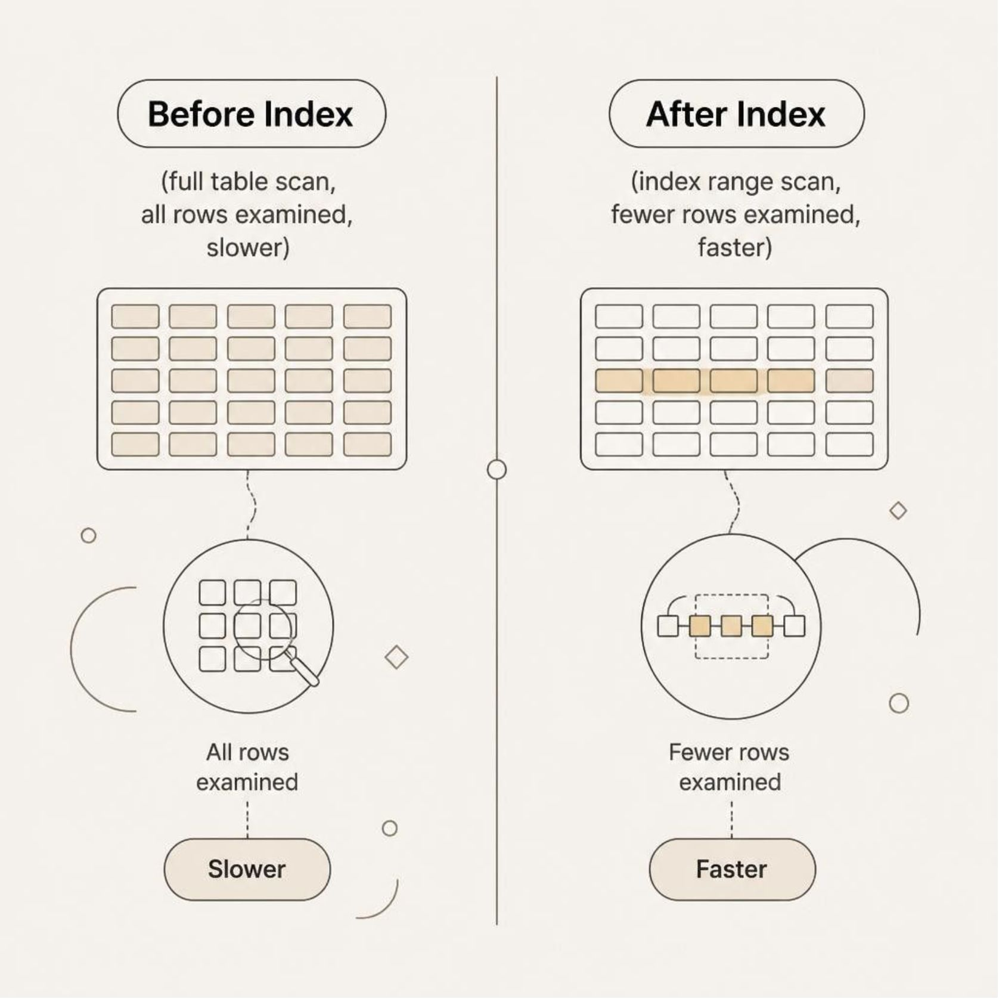 Before Index
(full table scan,
all rows examined,
slower)
All rows
examined
Slower
After Index
(index range scan,
fewer rows examined,
faster)
Fewer rows
examined
Faster